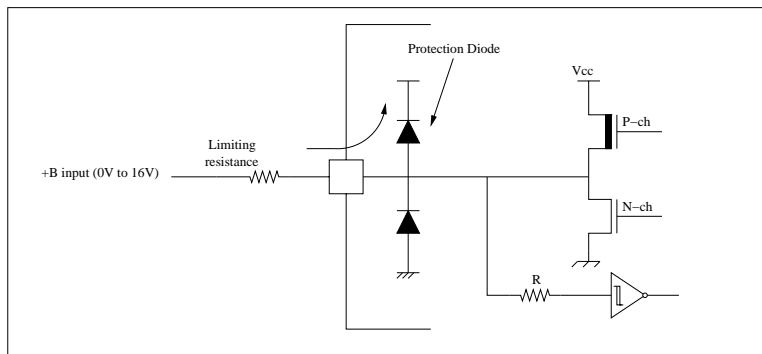 Protection Diode
Vcc
P-ch
Limiting
resistance
+B input (0V to 16V)
N-ch
R